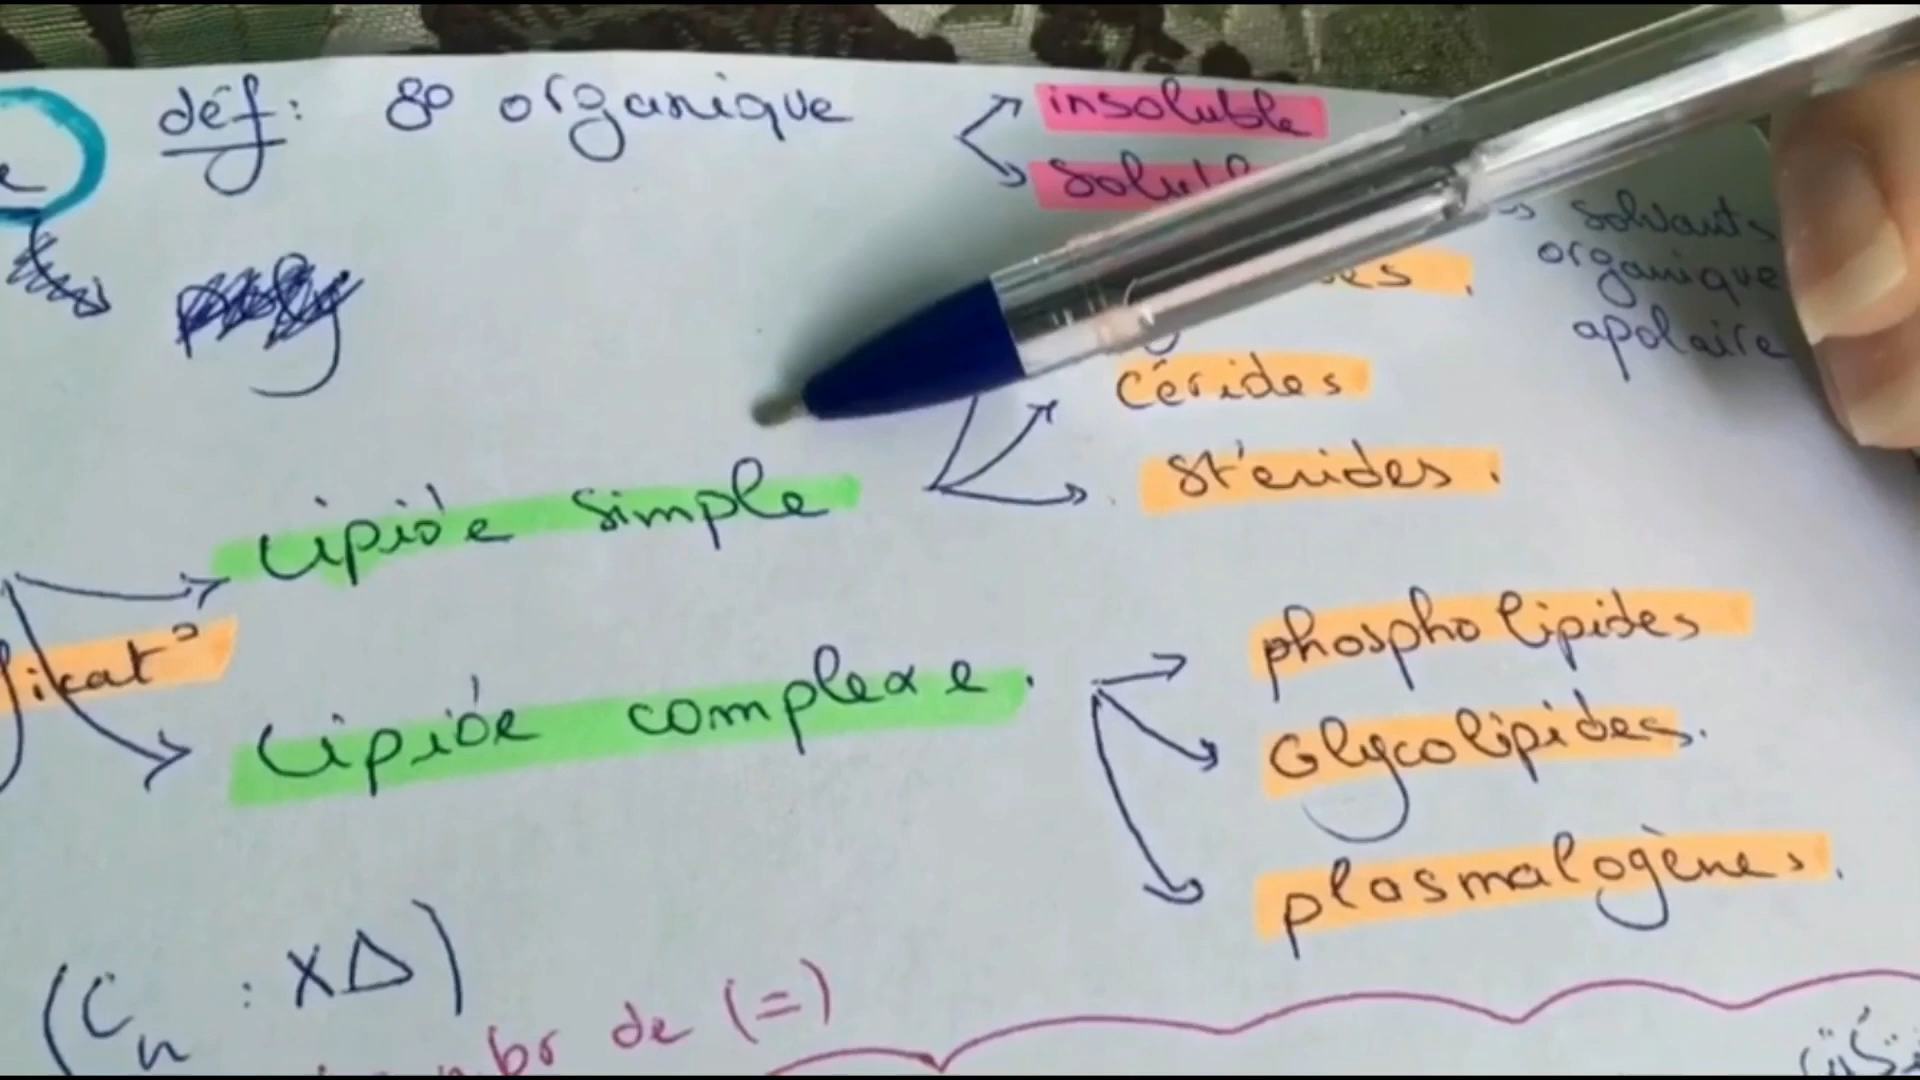 déf: 8° organique
insoluble
solvants
organique
apolaire
cérides
stérides.
Lipide simple
Lipide complexe.
phospholipides
Glycolipides.
plasmalogènes.
(Cn : XΔ)
nbr de (=)